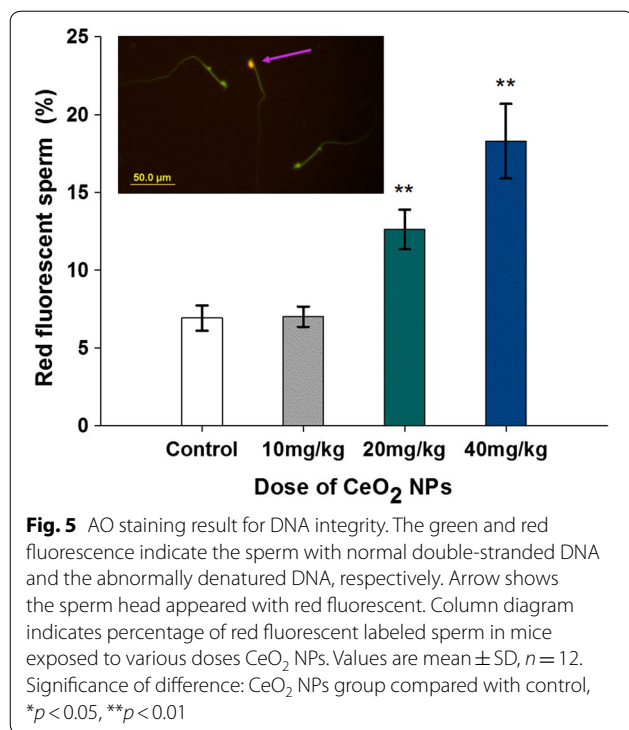 25
20
15
10
5
0
Red fluorescent sperm (%)
50.0 µm
**
**
Control 10mg/kg 20mg/kg 40mg/kg
Dose of CeO₂ NPs
Fig. 5 AO staining result for DNA integrity. The green and red
fluorescence indicate the sperm with normal double-stranded DNA
and the abnormally denatured DNA, respectively. Arrow shows
the sperm head appeared with red fluorescent. Column diagram
indicates percentage of red fluorescent labeled sperm in mice
exposed to various doses CeO₂ NPs. Values are mean ± SD, n = 12.
Significance of difference: CeO₂ NPs group compared with control,
*p < 0.05, **p < 0.01